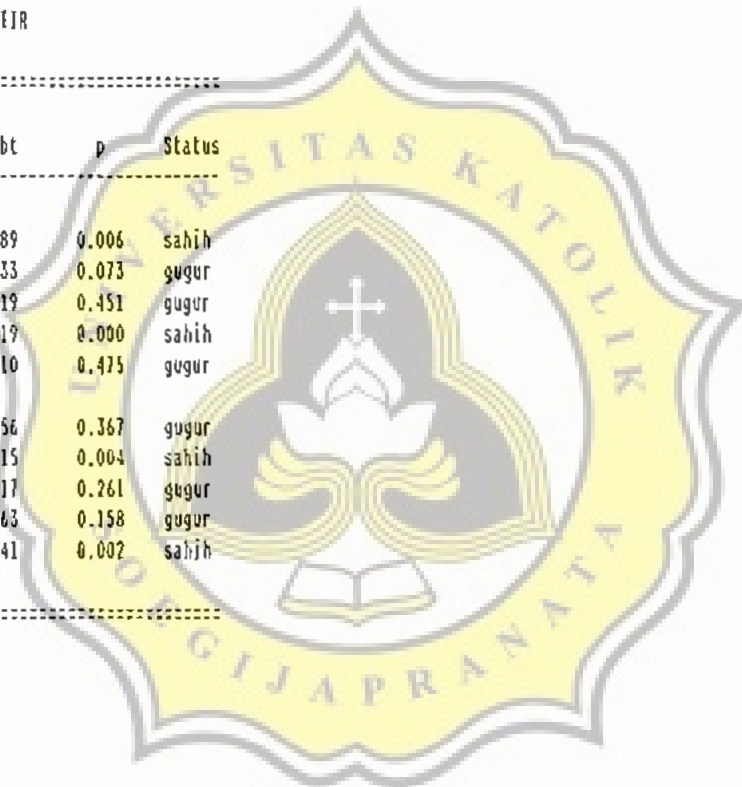 EIR
bt p Status
89 0.006 sahih
33 0.073 gugur
19 0.451 gugur
19 0.000 sahih
10 0.475 gugur
56 0.367 gugur
15 0.004 sahih
17 0.261 gugur
63 0.158 gugur
41 0.002 sahih
UNIVERSITAS KATOLIK
SOEGIJAPRANATA